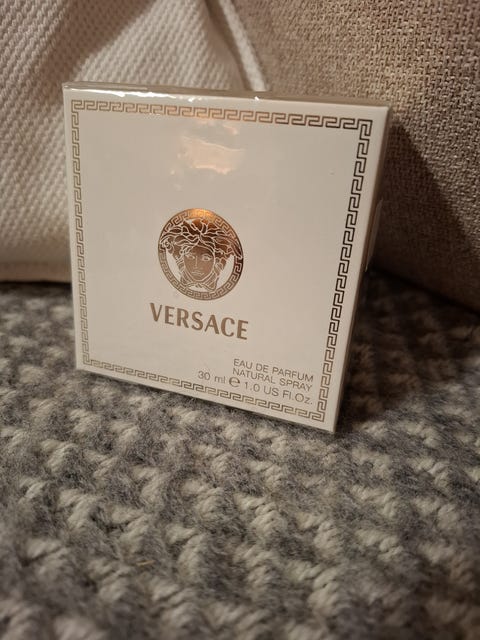 VERSACE
EAU DE PARFUM
NATURAL SPRAY
30 ml ℮ 1.0 US Fl.Oz.